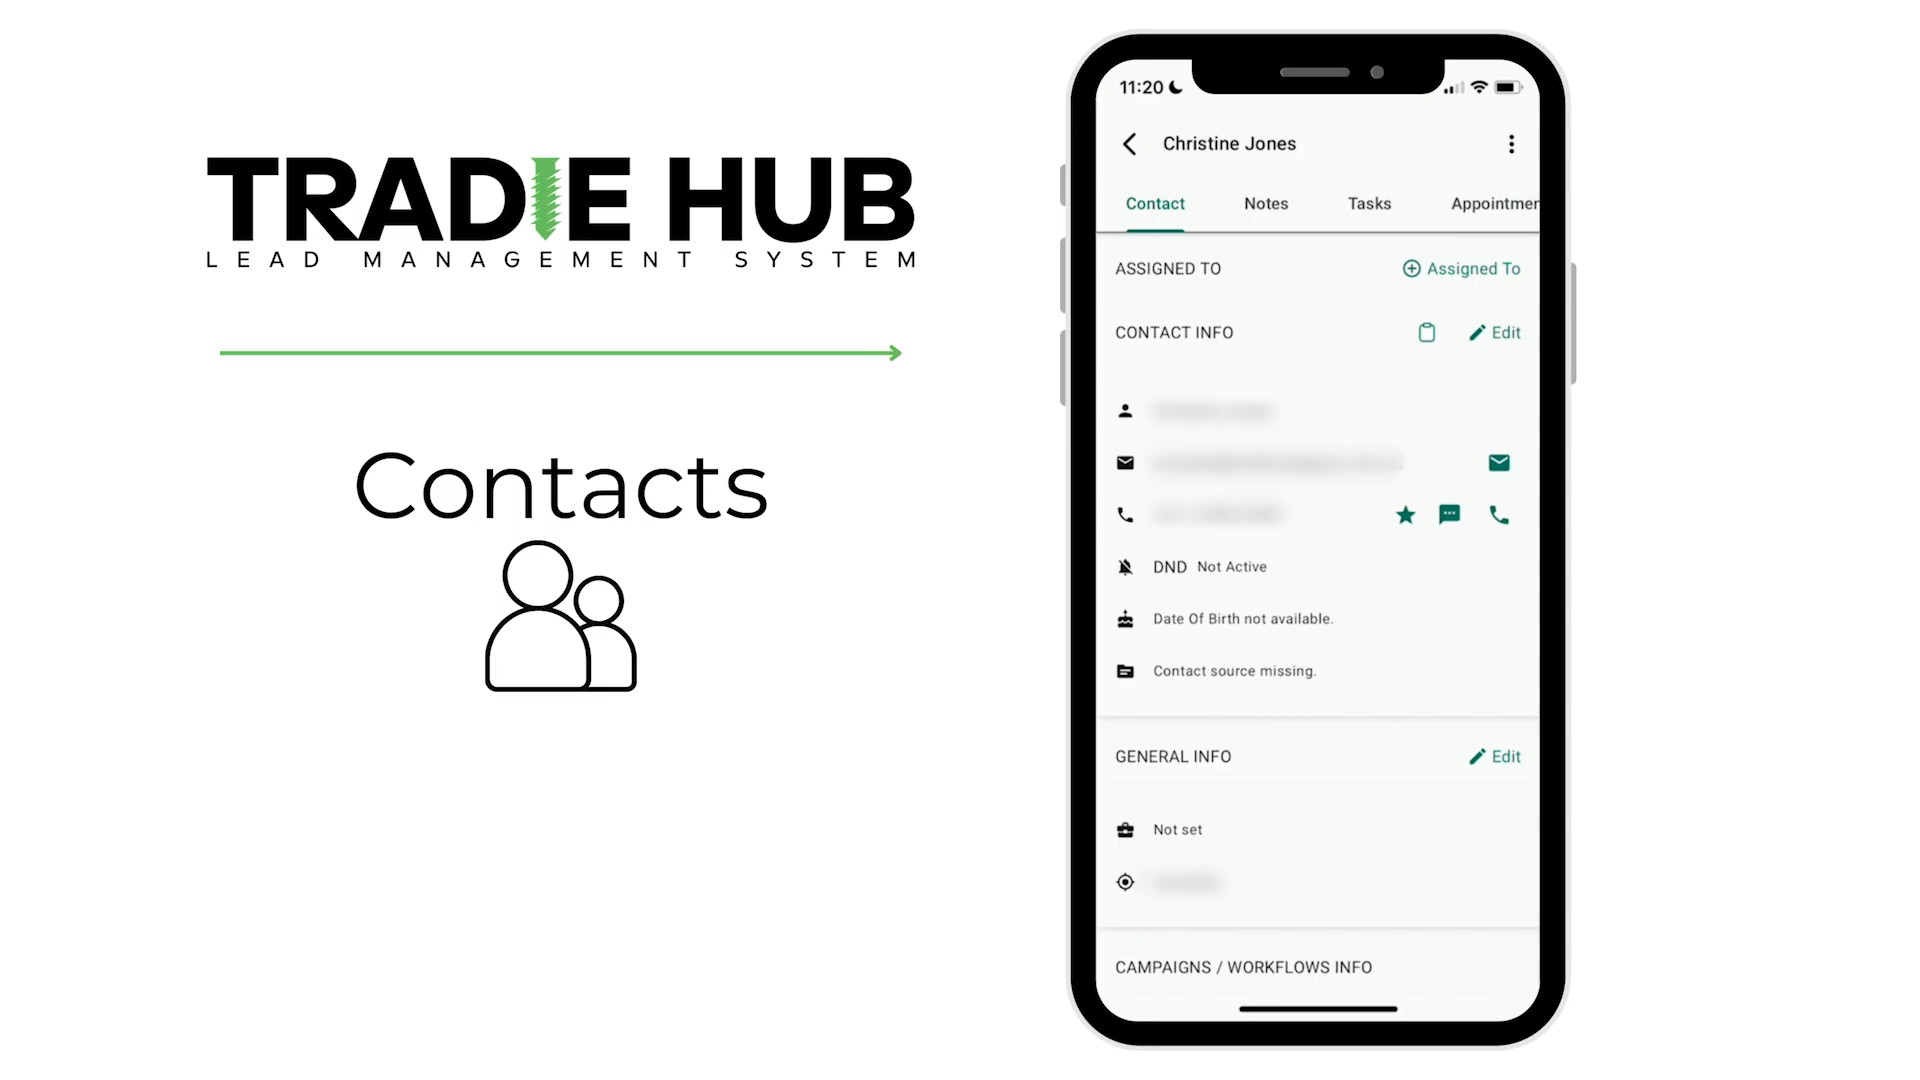 TRADIE HUB
LEAD MANAGEMENT SYSTEM
Contacts
11:20
Christine Jones
Contact Notes Tasks Appointmen
ASSIGNED TO Assigned To
CONTACT INFO Edit
DND Not Active
Date Of Birth not available.
Contact source missing.
GENERAL INFO Edit
Not set
CAMPAIGNS / WORKFLOWS INFO